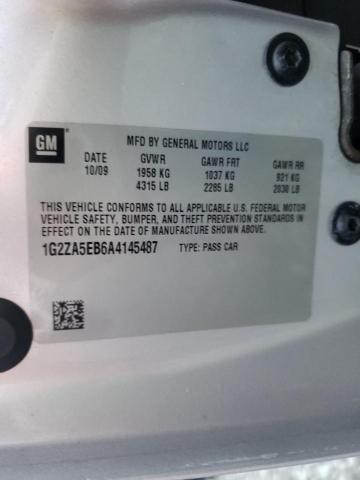 GM
MFD BY GENERAL MOTORS LLC
DATE GVWR GAWR FRT GAWR RR
10/09 1958 KG 1037 KG 921 KG
4315 LB 2285 LB 2030 LB
THIS VEHICLE CONFORMS TO ALL APPLICABLE U.S. FEDERAL MOTOR
VEHICLE SAFETY, BUMPER, AND THEFT PREVENTION STANDARDS IN
EFFECT ON THE DATE OF MANUFACTURE SHOWN ABOVE.
1G2ZA5EB6A4145487 TYPE: PASS CAR